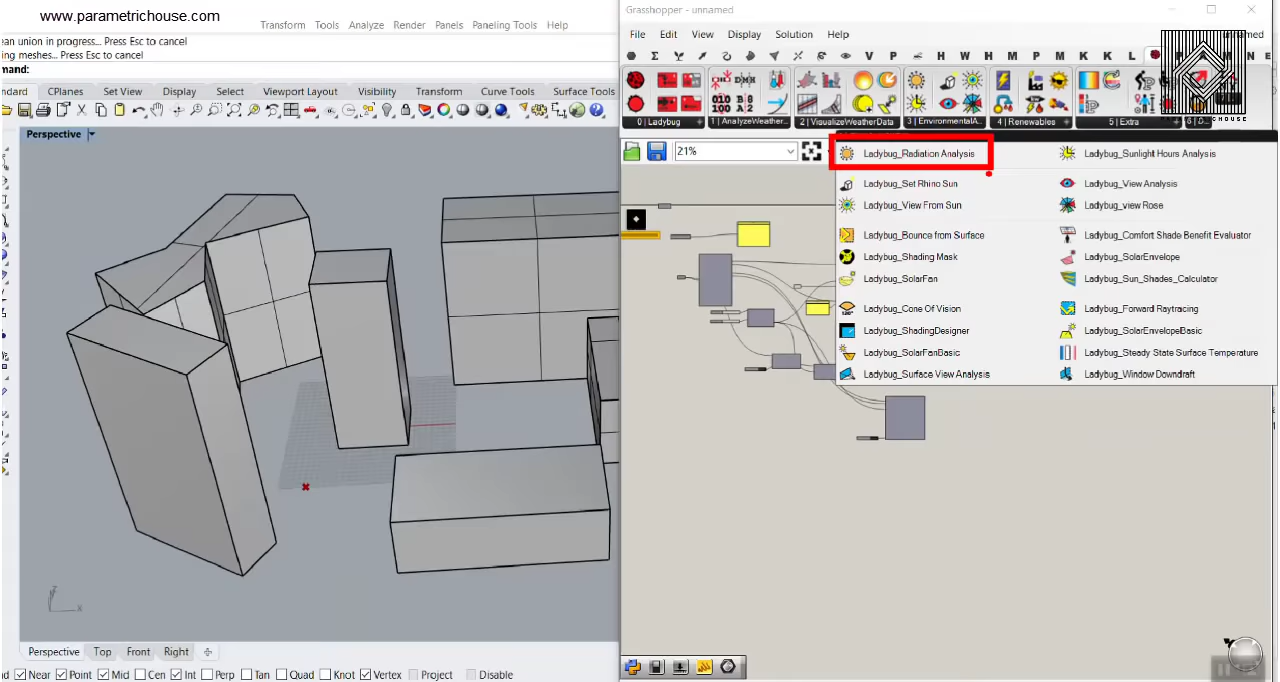 www.parametrichouse.com
Transform Tools Analyze Render Panels Paneling Tools Help
ean union in progress... Press Esc to cancel
ing meshes... Press Esc to cancel
mand:
ndard CPlanes Set View Display Select Viewport Layout Visibility Transform Curve Tools Surface Tools
Perspective
Perspective Top Front Right
d Near Point Mid Cen Int Perp Tan Quad Knot Vertex Project Disable
Grasshopper - unnamed
File Edit View Display Solution Help
unnamed
V P H W H M P M K K L N E
0 | Ladybug 1 | AnalyzeWeather... 2 | VisualizeWeatherData 3 | EnvironmentalA... 4 | Renewables 5 | Extra
21%
Ladybug_Radiation Analysis
Ladybug_Set Rhino Sun
Ladybug_View From Sun
Ladybug_Bounce from Surface
Ladybug_Shading Mask
Ladybug_SolarFan
Ladybug_Cone Of Vision
Ladybug_ShadingDesigner
Ladybug_SolarFanBasic
Ladybug_Surface View Analysis
Ladybug_Sunlight Hours Analysis
Ladybug_View Analysis
Ladybug_view Rose
Ladybug_Comfort Shade Benefit Evaluator
Ladybug_SolarEnvelope
Ladybug_Sun_Shades_Calculator
Ladybug_Forward Raytracing
Ladybug_SolarEnvelopeBasic
Ladybug_Steady State Surface Temperature
Ladybug_Window Downdraft